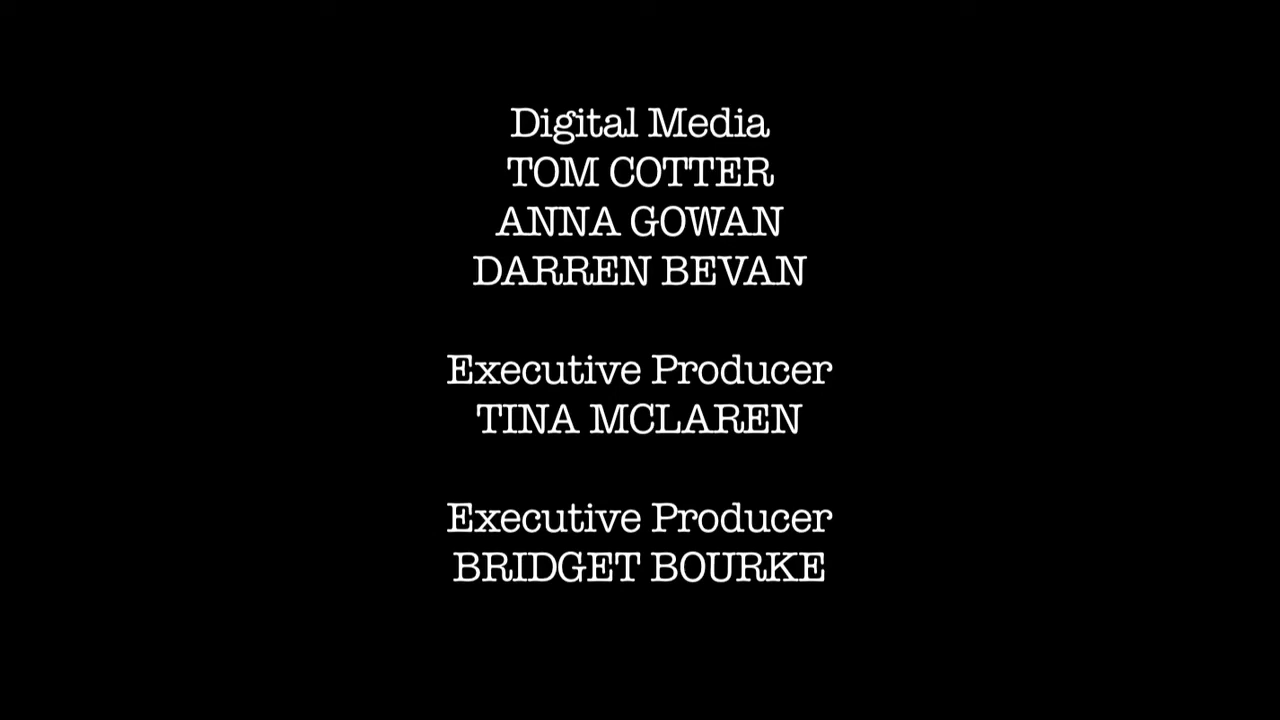 Digital Media
TOM COTTER
ANNA GOWAN
DARREN BEVAN
Executive Producer
TINA MCLAREN
Executive Producer
BRIDGET BOURKE